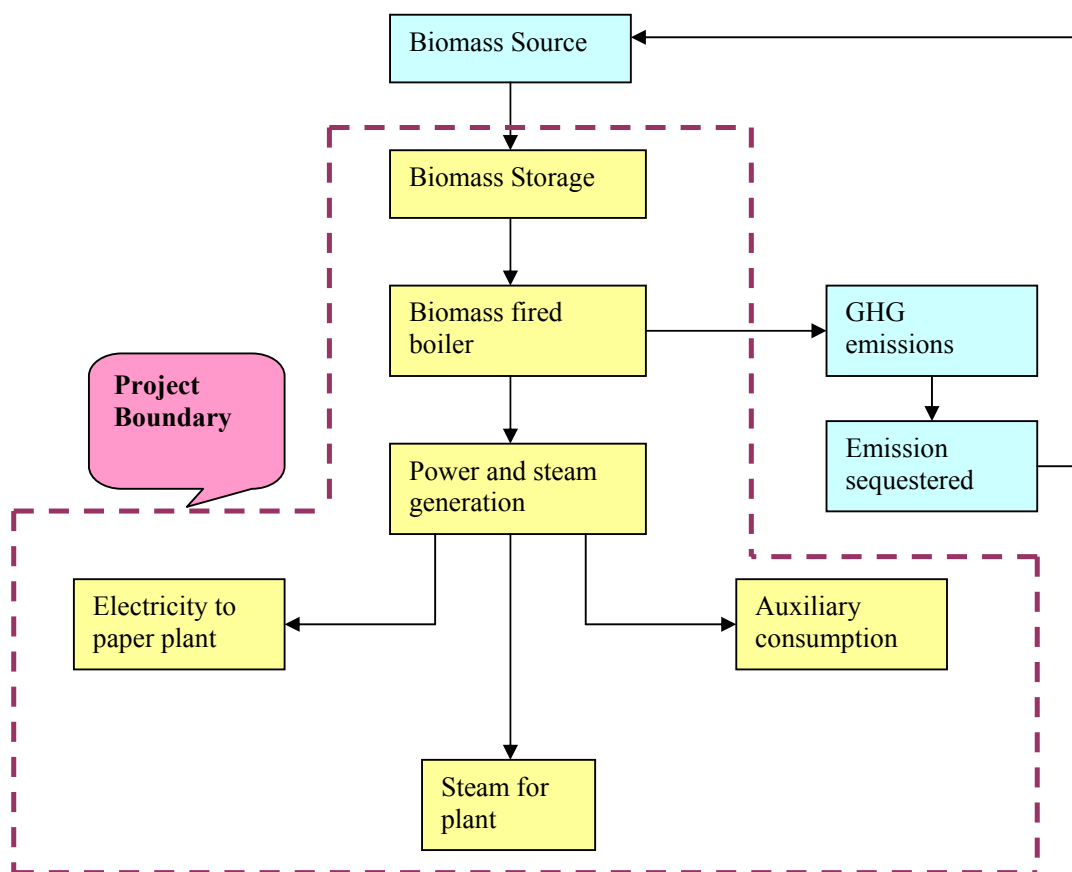 Biomass Source
Biomass Storage
Biomass fired
boiler
GHG
emissions
Project
Boundary
Power and steam
generation
Emission
sequestered
Electricity to
paper plant
Auxiliary
consumption
Steam for
plant